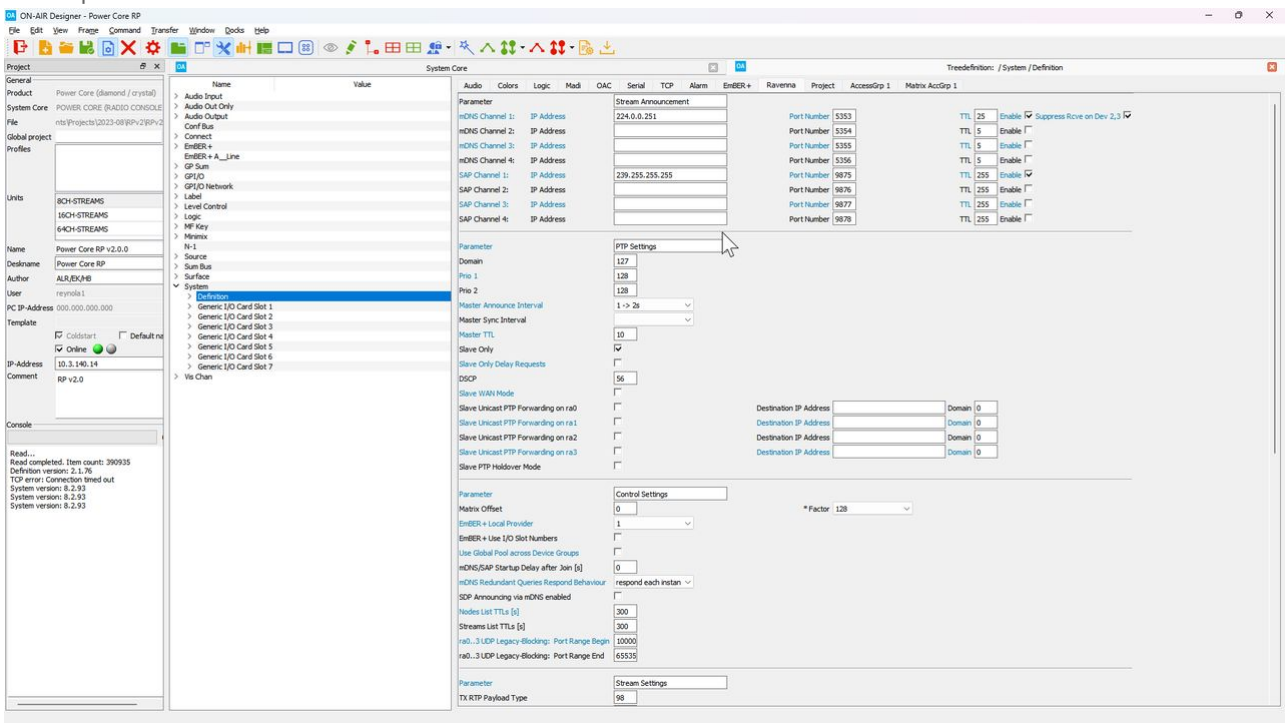 ON-AIR Designer - Power Core RP
File Edit View Frame Command Transfer Window Docks Help
Project
System Core
Treedefinition: / System / Definition
General
Product Power Core (diamond / crystal)
System Core POWER CORE (RADIO CONSOLE
File nts\Projects\2023-08\RPv2\RPv2
Global project
Profiles
Units
8CH-STREAMS
16CH-STREAMS
64CH-STREAMS
Name Power Core RP v2.0.0
Deskname Power Core RP
Author ALR/EK/HB
User reynola1
PC IP-Address 000.000.000.000
Template
Coldstart Default na
Online
IP-Address 10.3.140.14
Comment RP v2.0
Console
Read...
Read completed. Item count: 390935
Definition version: 2.1.76
TCP error: Connection timed out
System version: 8.2.93
System version: 8.2.93
System version: 8.2.93
Name Value
Audio Input
Audio Out Only
Audio Output
Conf Bus
Connect
EmBER+
EmBER+ A__Line
GP Sum
GPI/O
GPI/O Network
Label
Level Control
Logic
MF Key
Minimix
N-1
Source
Sum Bus
Surface
System
Definition
Generic I/O Card Slot 1
Generic I/O Card Slot 2
Generic I/O Card Slot 3
Generic I/O Card Slot 4
Generic I/O Card Slot 5
Generic I/O Card Slot 6
Generic I/O Card Slot 7
Vis Chan
Audio Colors Logic Madi OAC Serial TCP Alarm EmBER+ Ravenna Project AccessGrp 1 Matrix AccGrp 1
Parameter Stream Announcement
mDNS Channel 1: IP Address 224.0.0.251 Port Number 5353 TTL 25 Enable Suppress Rcve on Dev 2,3
mDNS Channel 2: IP Address Port Number 5354 TTL 5 Enable
mDNS Channel 3: IP Address Port Number 5355 TTL 5 Enable
mDNS Channel 4: IP Address Port Number 5356 TTL 5 Enable
SAP Channel 1: IP Address 239.255.255.255 Port Number 9875 TTL 255 Enable
SAP Channel 2: IP Address Port Number 9876 TTL 255 Enable
SAP Channel 3: IP Address Port Number 9877 TTL 255 Enable
SAP Channel 4: IP Address Port Number 9878 TTL 255 Enable
Parameter PTP Settings
Domain 127
Prio 1 128
Prio 2 128
Master Announce Interval 1 -> 2s
Master Sync Interval
Master TTL 10
Slave Only
Slave Only Delay Requests
DSCP 56
Slave WAN Mode
Slave Unicast PTP Forwarding on ra0 Destination IP Address Domain 0
Slave Unicast PTP Forwarding on ra1 Destination IP Address Domain 0
Slave Unicast PTP Forwarding on ra2 Destination IP Address Domain 0
Slave Unicast PTP Forwarding on ra3 Destination IP Address Domain 0
Slave PTP Holdover Mode
Parameter Control Settings
Matrix Offset 0 * Factor 128
EmBER+ Local Provider 1
EmBER+ Use I/O Slot Numbers
Use Global Pool across Device Groups
mDNS/SAP Startup Delay after Join [s] 0
mDNS Redundant Queries Respond Behaviour respond each instan
SDP Announcing via mDNS enabled
Nodes List TTLs [s] 300
Streams List TTLs [s] 300
ra0..3 UDP Legacy-Blocking: Port Range Begin 10000
ra0..3 UDP Legacy-Blocking: Port Range End 65535
Parameter Stream Settings
TX RTP Payload Type 98